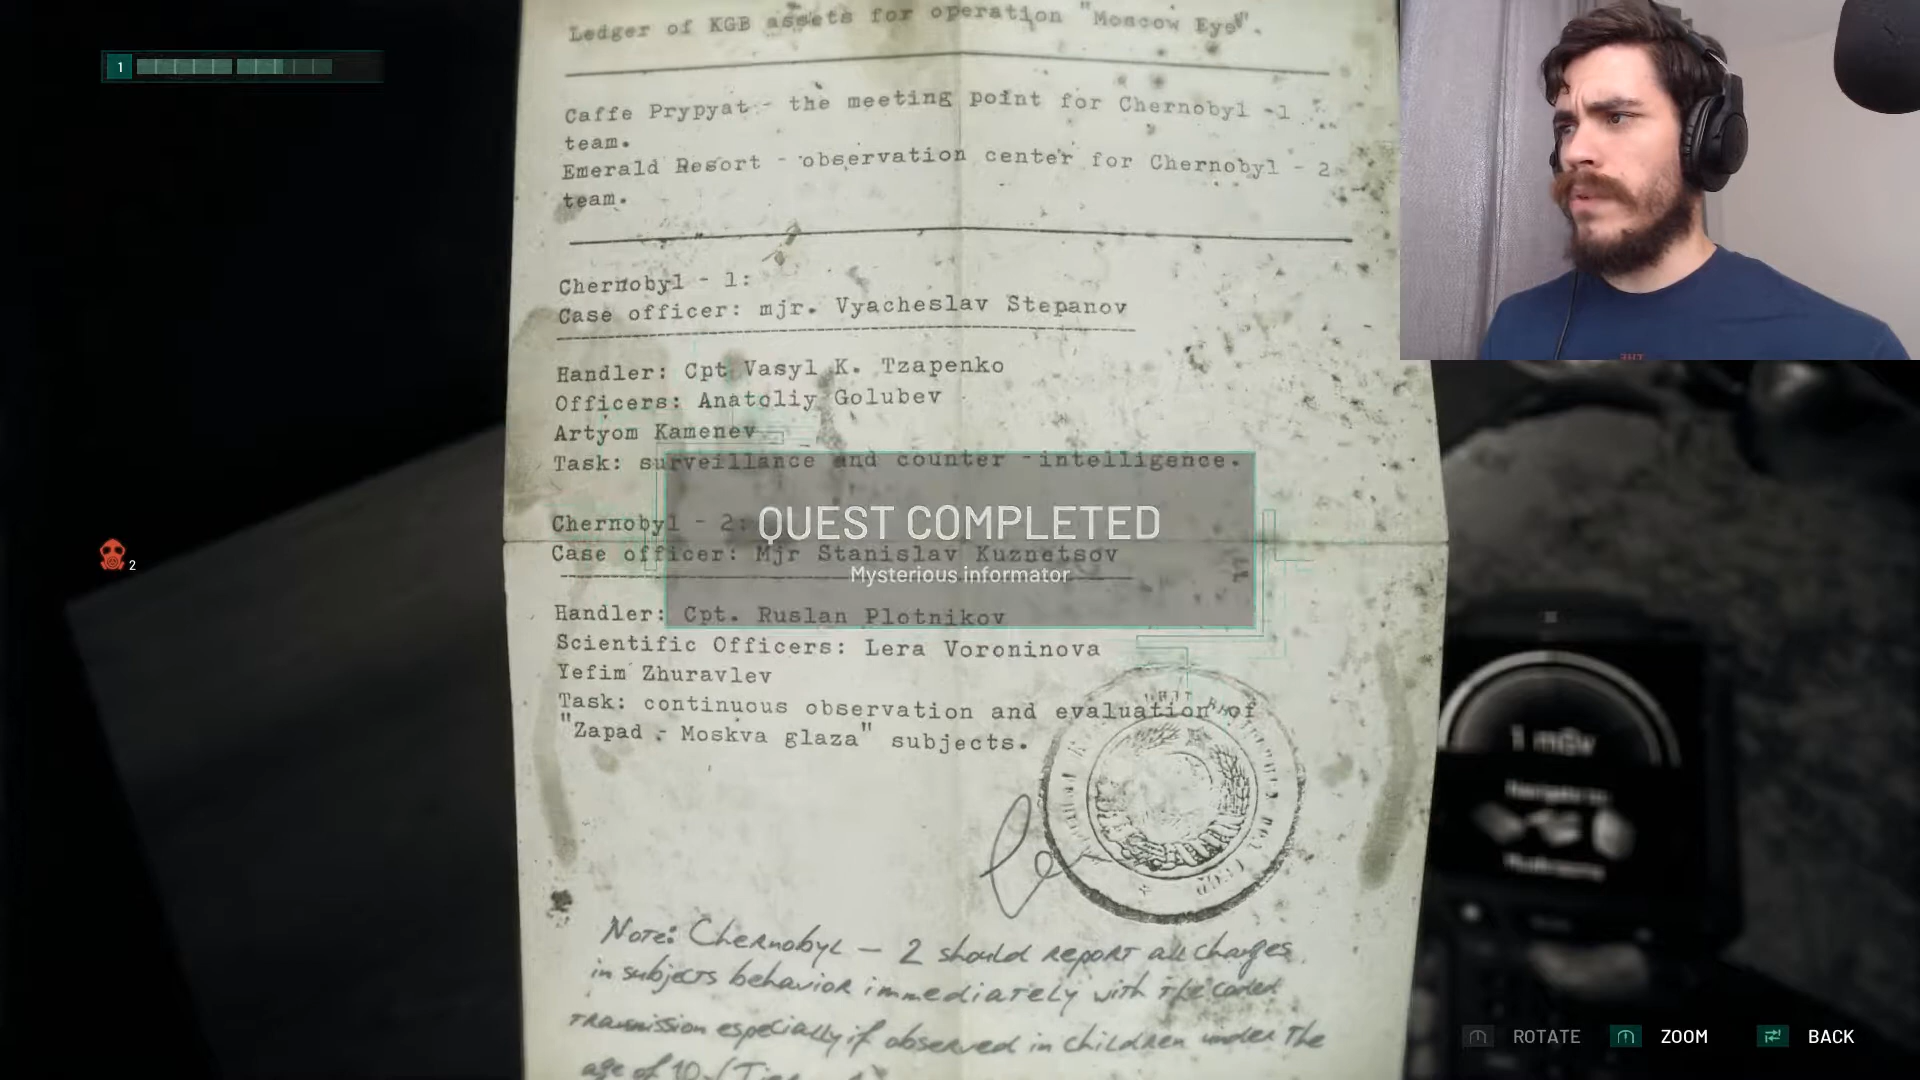 Ledger of KGB assets for operation "Moscow Eye".
1
Caffe Prypyat - the meeting point for Chernobyl -1
team.
Emerald Resort - observation center for Chernobyl - 2
team.
Chernobyl - 1:
Case officer: mjr. Vyacheslav Stepanov
Handler: Cpt Vasyl K. Tzapenko
Officers: Anatoliy Golubev
Artyom Kamenev
Task: surveillance and counter -intelligence.
Chernobyl - 2:
QUEST COMPLETED
Case officer: Mjr Stanislav Kuznetsov
Mysterious informator
2
Handler: Cpt. Ruslan Plotnikov
Scientific Officers: Lera Voroninova
Yefim Zhuravlev
Task: continuous observation and evaluation of
"Zapad - Moskva glaza" subjects.
1 mGv
Note: Chernobyl - 2 should report all changes
in subjects behavior immediately with the coded
transmission especially if observed in children under the
age of 10
ROTATE
ZOOM
BACK